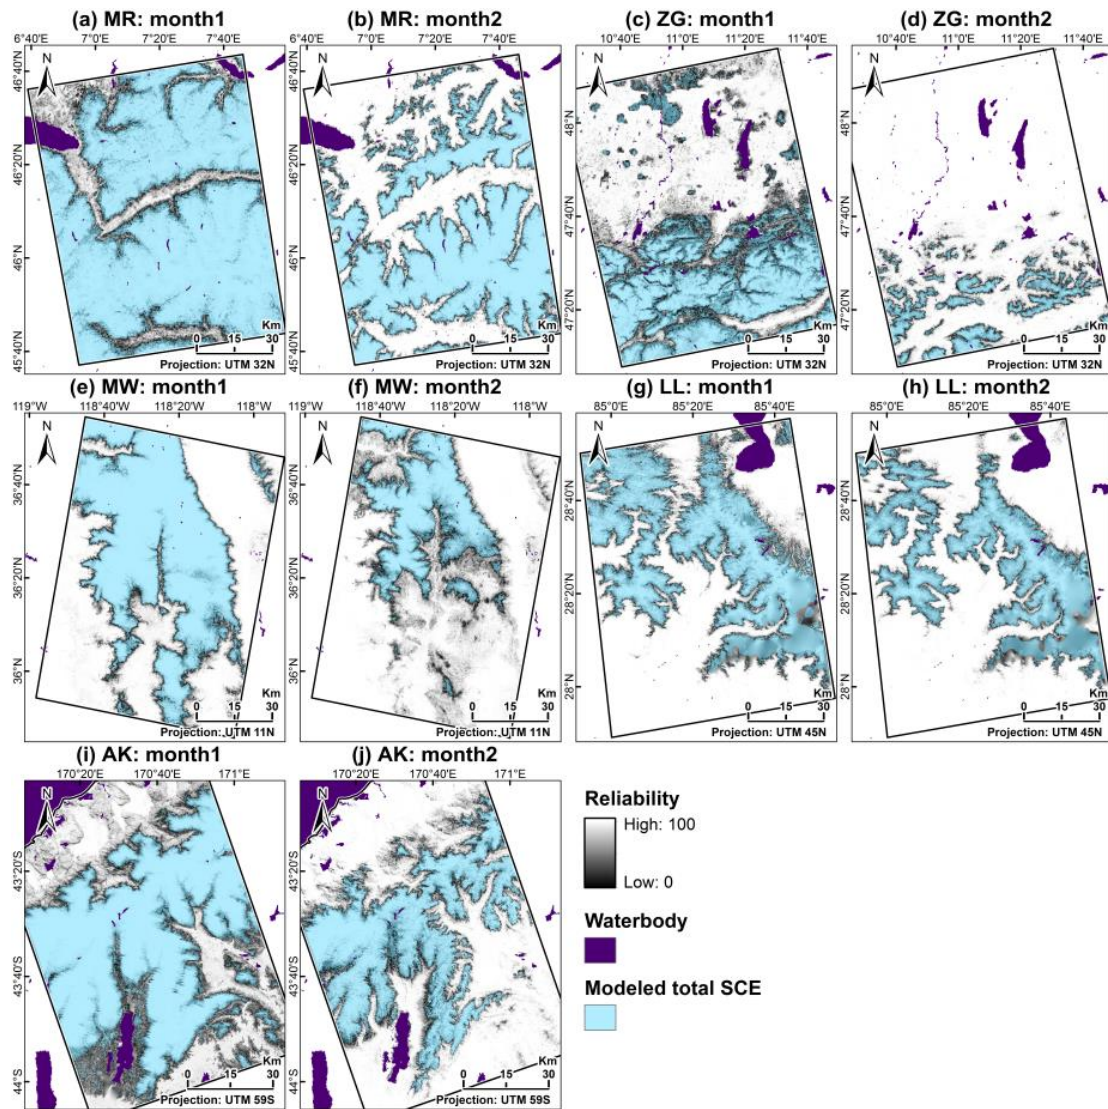 (a) MR: month1
(b) MR: month2
(c) ZG: month1
(d) ZG: month2
6°40'E 7°0'E 7°20'E 7°40'E
6°40'E 7°0'E 7°20'E 7°40'E
10°40'E 11°0'E 11°20'E 11°40'E
10°40'E 11°0'E 11°20'E 11°40'E
46°40'N
46°20'N
46°0'N
45°40'N
N
0 15 30
Km
Projection: UTM 32N
46°40'N
46°20'N
46°0'N
45°40'N
N
0 15 30
Km
Projection: UTM 32N
48°N
47°40'N
47°20'N
N
0 15 30
Km
Projection: UTM 32N
48°N
47°40'N
47°20'N
N
0 15 30
Km
Projection: UTM 32N
(e) MW: month1
(f) MW: month2
(g) LL: month1
(h) LL: month2
119°W 118°40'W 118°20'W 118°W
119°W 118°40'W 118°20'W 118°W
85°0'E 85°20'E 85°40'E
85°0'E 85°20'E 85°40'E
36°40'N
36°20'N
36°N
N
0 15 30
Km
Projection: UTM 11N
36°40'N
36°20'N
36°N
N
0 15 30
Km
Projection: UTM 11N
28°40'N
28°20'N
28°N
N
0 15 30
Km
Projection: UTM 45N
28°40'N
28°20'N
28°N
N
0 15 30
Km
Projection: UTM 45N
(i) AK: month1
(j) AK: month2
170°20'E 170°40'E 171°E
170°20'E 170°40'E 171°E
43°20'S
43°40'S
44°S
N
0 15 30
Km
Projection: UTM 59S
43°20'S
43°40'S
44°S
N
0 15 30
Km
Projection: UTM 59S
Reliability
High: 100
Low: 0
Waterbody
Modeled total SCE